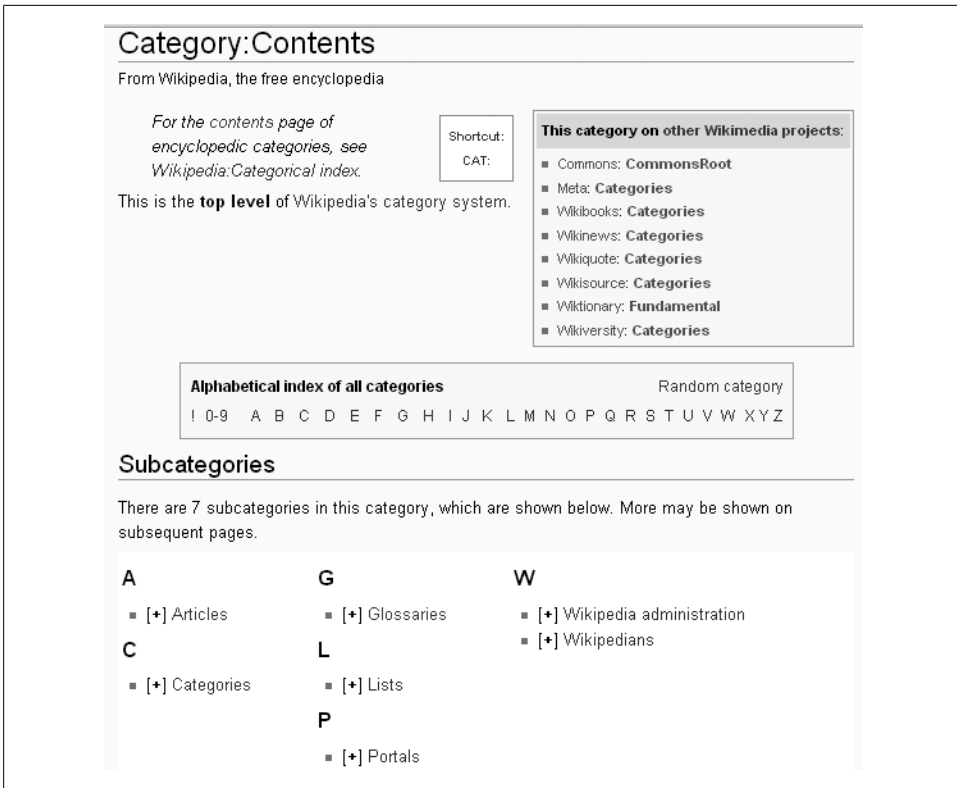 Category:Contents
From Wikipedia, the free encyclopedia
For the contents page of
encyclopedic categories, see
Wikipedia:Categorical index.
Shortcut:
CAT:
This is the top level of Wikipedia's category system.
This category on other Wikimedia projects:
Commons: CommonsRoot
Meta: Categories
Wikibooks: Categories
Wikinews: Categories
Wikiquote: Categories
Wikisource: Categories
Wiktionary: Fundamental
Wikiversity: Categories
Alphabetical index of all categories Random category
! 0-9 A B C D E F G H I J K L M N O P Q R S T U V W X Y Z
Subcategories
There are 7 subcategories in this category, which are shown below. More may be shown on
subsequent pages.
A
[+] Articles
C
[+] Categories
G
[+] Glossaries
L
[+] Lists
P
[+] Portals
W
[+] Wikipedia administration
[+] Wikipedians